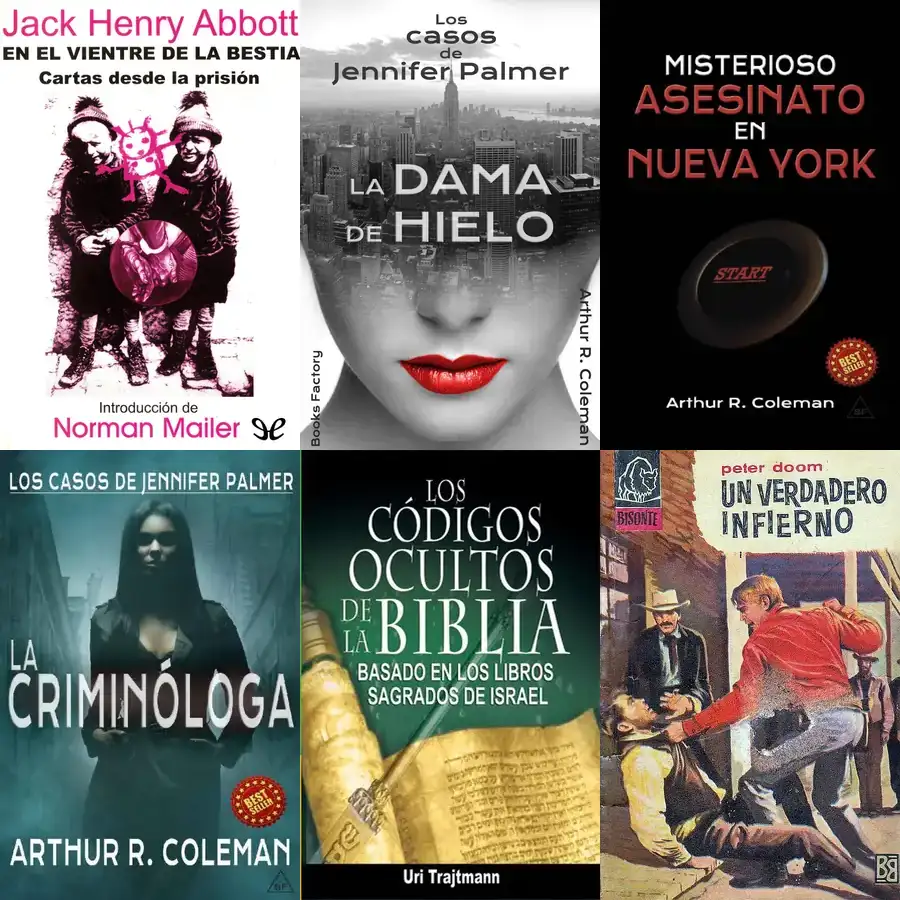 Jack Henry Abbott
EN EL VIENTRE DE LA BESTIA
Cartas desde la prisión
Introducción de
Norman Mailer
Los
casos
de
Jennifer Palmer
LA DAMA
DE HIELO
Books Factory
Arthur R. Coleman
MISTERIOSO
ASESINATO
EN
NUEVA YORK
START
BEST
SELLER
Arthur R. Coleman
BF
LOS CASOS DE JENNIFER PALMER
LA
CRIMINÓLOGA
BEST
SELLER
ARTHUR R. COLEMAN
BF
LOS
CÓDIGOS
OCULTOS
DE
LA BIBLIA
BASADO EN LOS LIBROS
SAGRADOS DE ISRAEL
Uri Trajtmann
BISONTE
peter doom
UN VERDADERO
INFIERNO
BB